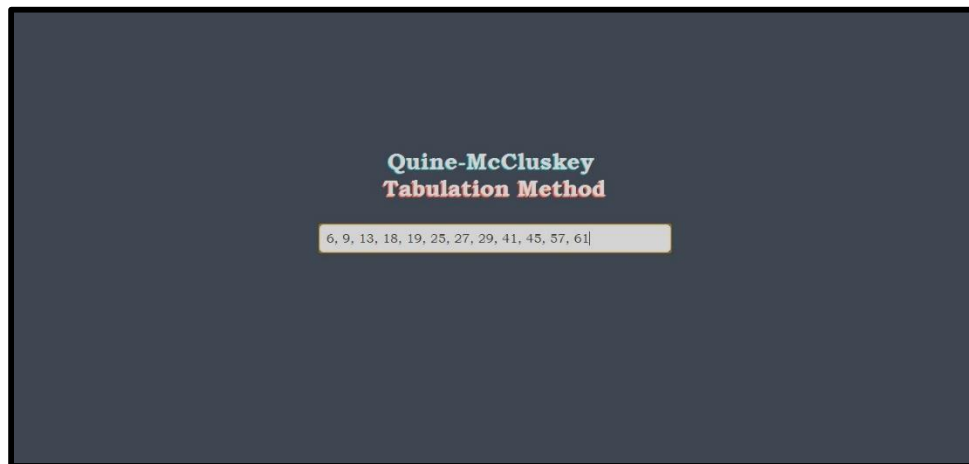 Quine-McCluskey
Tabulation Method
6, 9, 13, 18, 19, 25, 27, 29, 41, 45, 57, 61